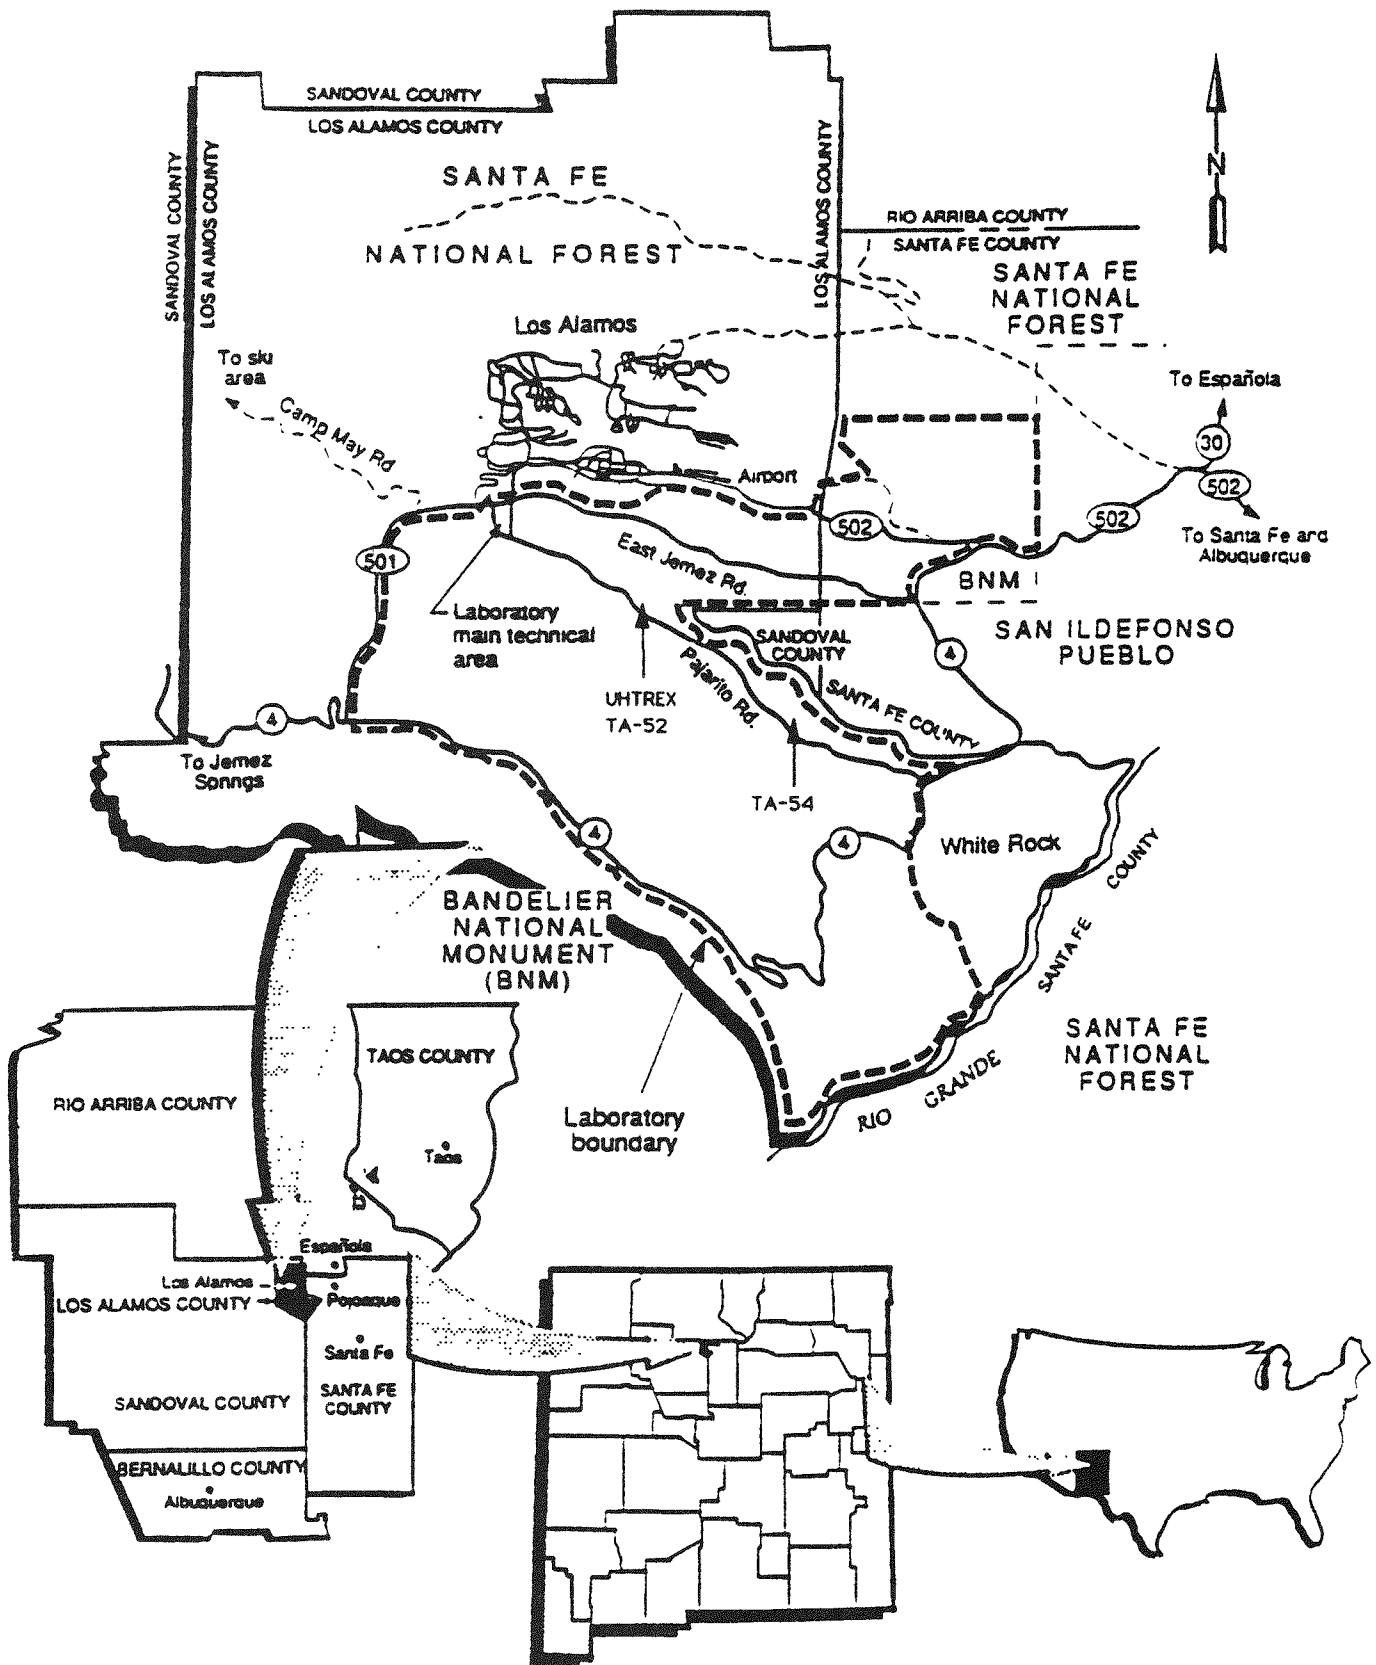 SANDOVAL COUNTY
LOS ALAMOS COUNTY
SANDOVAL COUNTY
LOS ALAMOS COUNTY
LOS ALAMOS COUNTY
SANTA FE
NATIONAL FOREST
N
RIO ARRIBA COUNTY
SANTA FE COUNTY
SANTA FE
NATIONAL
FOREST
Los Alamos
To ski
area
Camp May Rd
To Española
30
502
To Santa Fe and
Albuquerque
Airport
502
502
501
East Jemez Rd.
BNM
Laboratory
main technical
area
SANDOVAL
COUNTY
SAN ILDEFONSO
PUEBLO
4
UHTREX
TA-52
Pajarito Rd.
SANTA FE COUNTY
4
To Jemez
Springs
TA-54
4
4
White Rock
SANTA FE COUNTY
BANDELIER
NATIONAL
MONUMENT
(BNM)
SANTA FE
NATIONAL
FOREST
RIO GRANDE
Laboratory
boundary
TAOS COUNTY
RIO ARRIBA COUNTY
Taos
Española
Los Alamos
LOS ALAMOS COUNTY
Pojoaque
Santa Fe
SANTA FE
COUNTY
SANDOVAL COUNTY
BERNALILLO COUNTY
Albuquerque